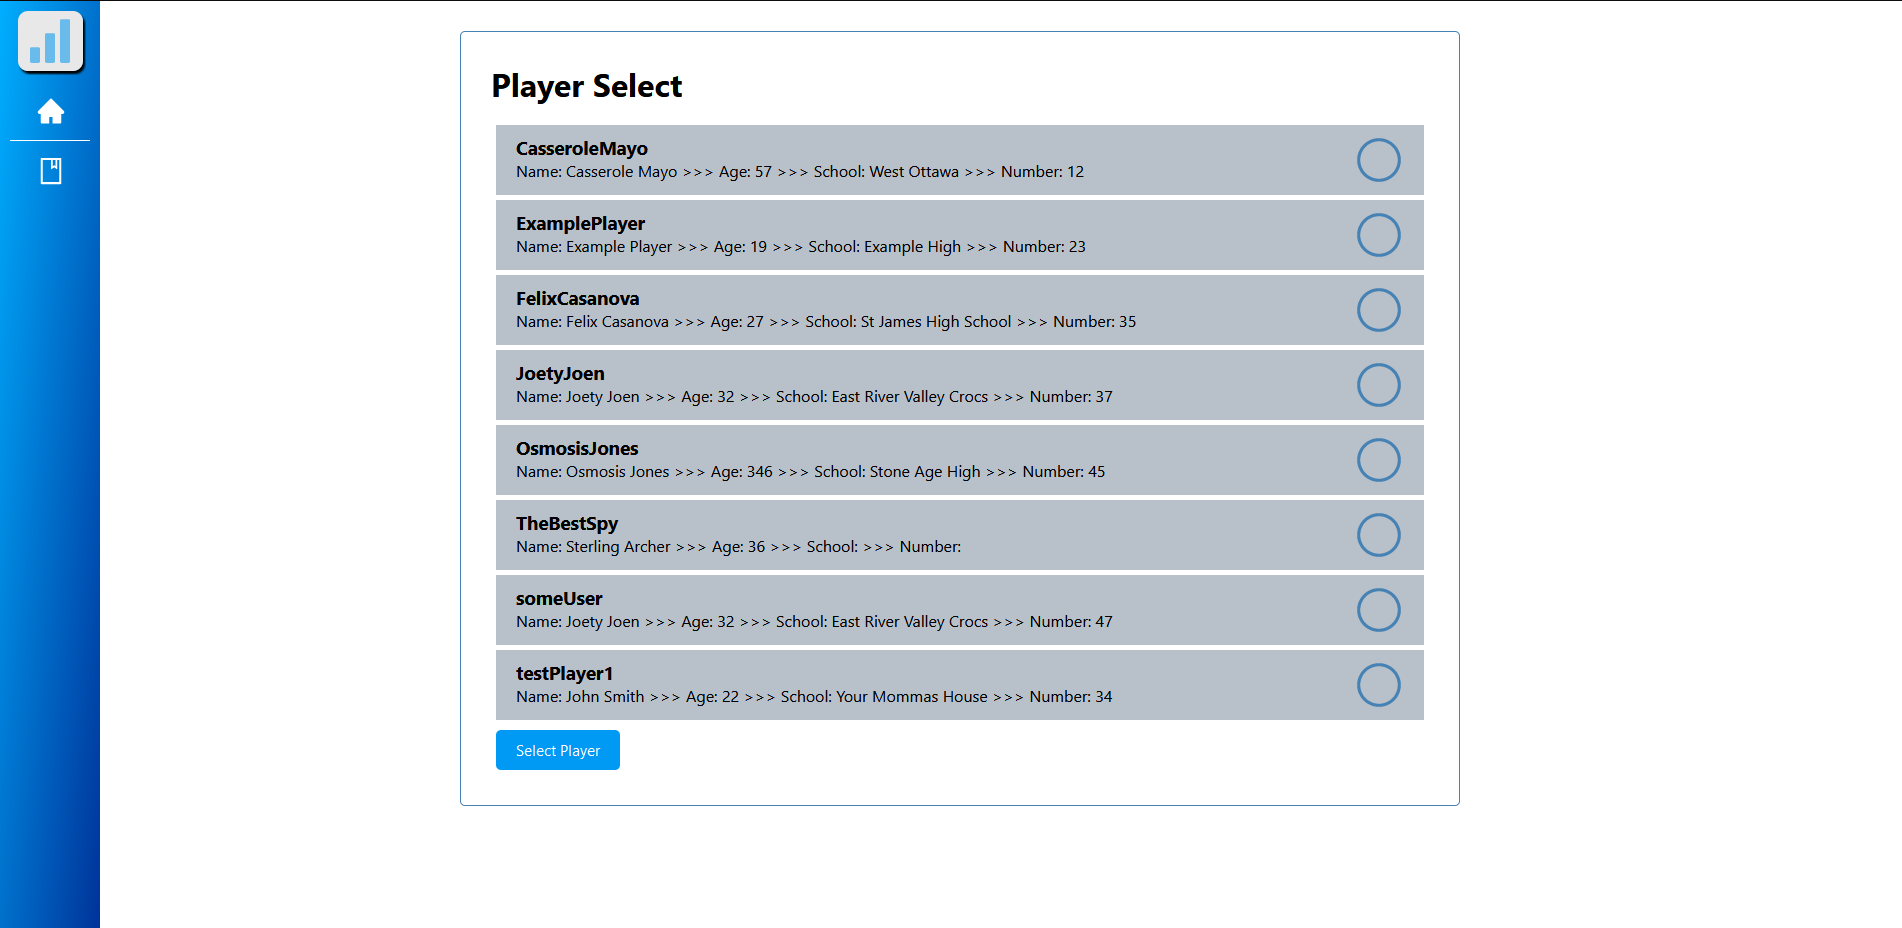 Player Select
CasseroleMayo
Name: Casserole Mayo >>> Age: 57 >>> School: West Ottawa >>> Number: 12
ExamplePlayer
Name: Example Player >>> Age: 19 >>> School: Example High >>> Number: 23
FelixCasanova
Name: Felix Casanova >>> Age: 27 >>> School: St James High School >>> Number: 35
JoetyJoen
Name: Joety Joen >>> Age: 32 >>> School: East River Valley Crocs >>> Number: 37
OsmosisJones
Name: Osmosis Jones >>> Age: 346 >>> School: Stone Age High >>> Number: 45
TheBestSpy
Name: Sterling Archer >>> Age: 36 >>> School: >>> Number:
someUser
Name: Joety Joen >>> Age: 32 >>> School: East River Valley Crocs >>> Number: 47
testPlayer1
Name: John Smith >>> Age: 22 >>> School: Your Mommas House >>> Number: 34
Select Player